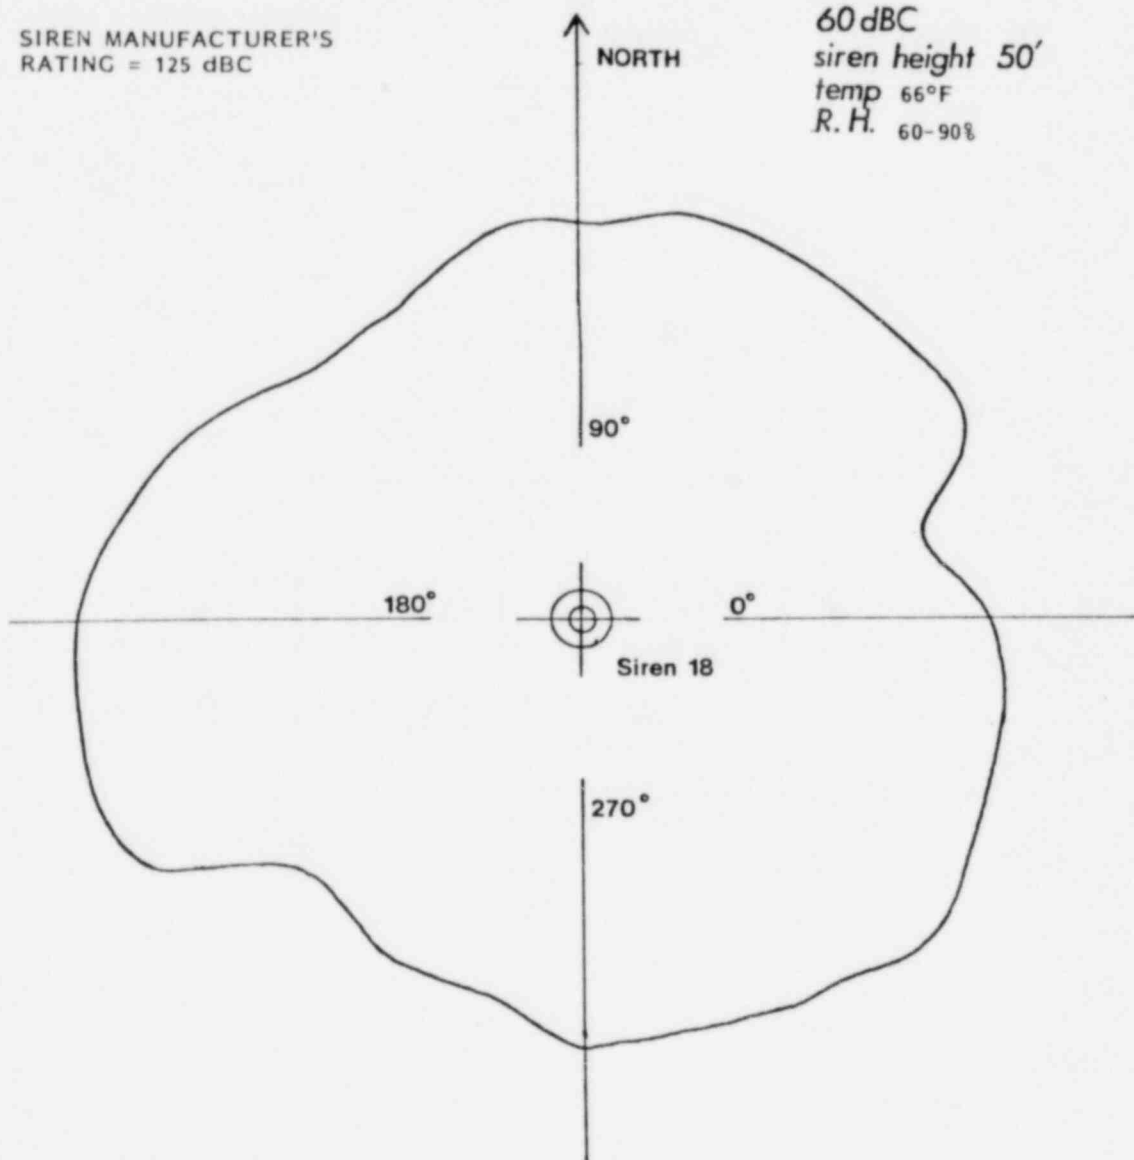 SIREN MANUFACTURER'S
RATING = 125 dBC
NORTH
60 dBC
siren height 50'
temp 66°F
R. H. 60-90%
90°
180°
0°
Siren 18
270°